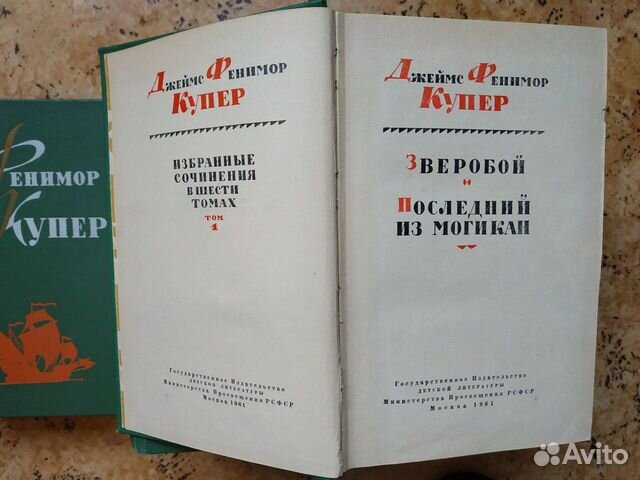 Фенимор
Купер
Джеймс Фенимор
Купер
Избранные
сочинения
в шести
томах
том
1
Государственное Издательство
детской литературы
Министерства Просвещения РСФСР
Москва 1961
Джеймс Фенимор
Купер
Зверобой
Последний
из могикан
Государственное Издательство
детской литературы
Министерства Просвещения РСФСР
Москва 1961
Avito